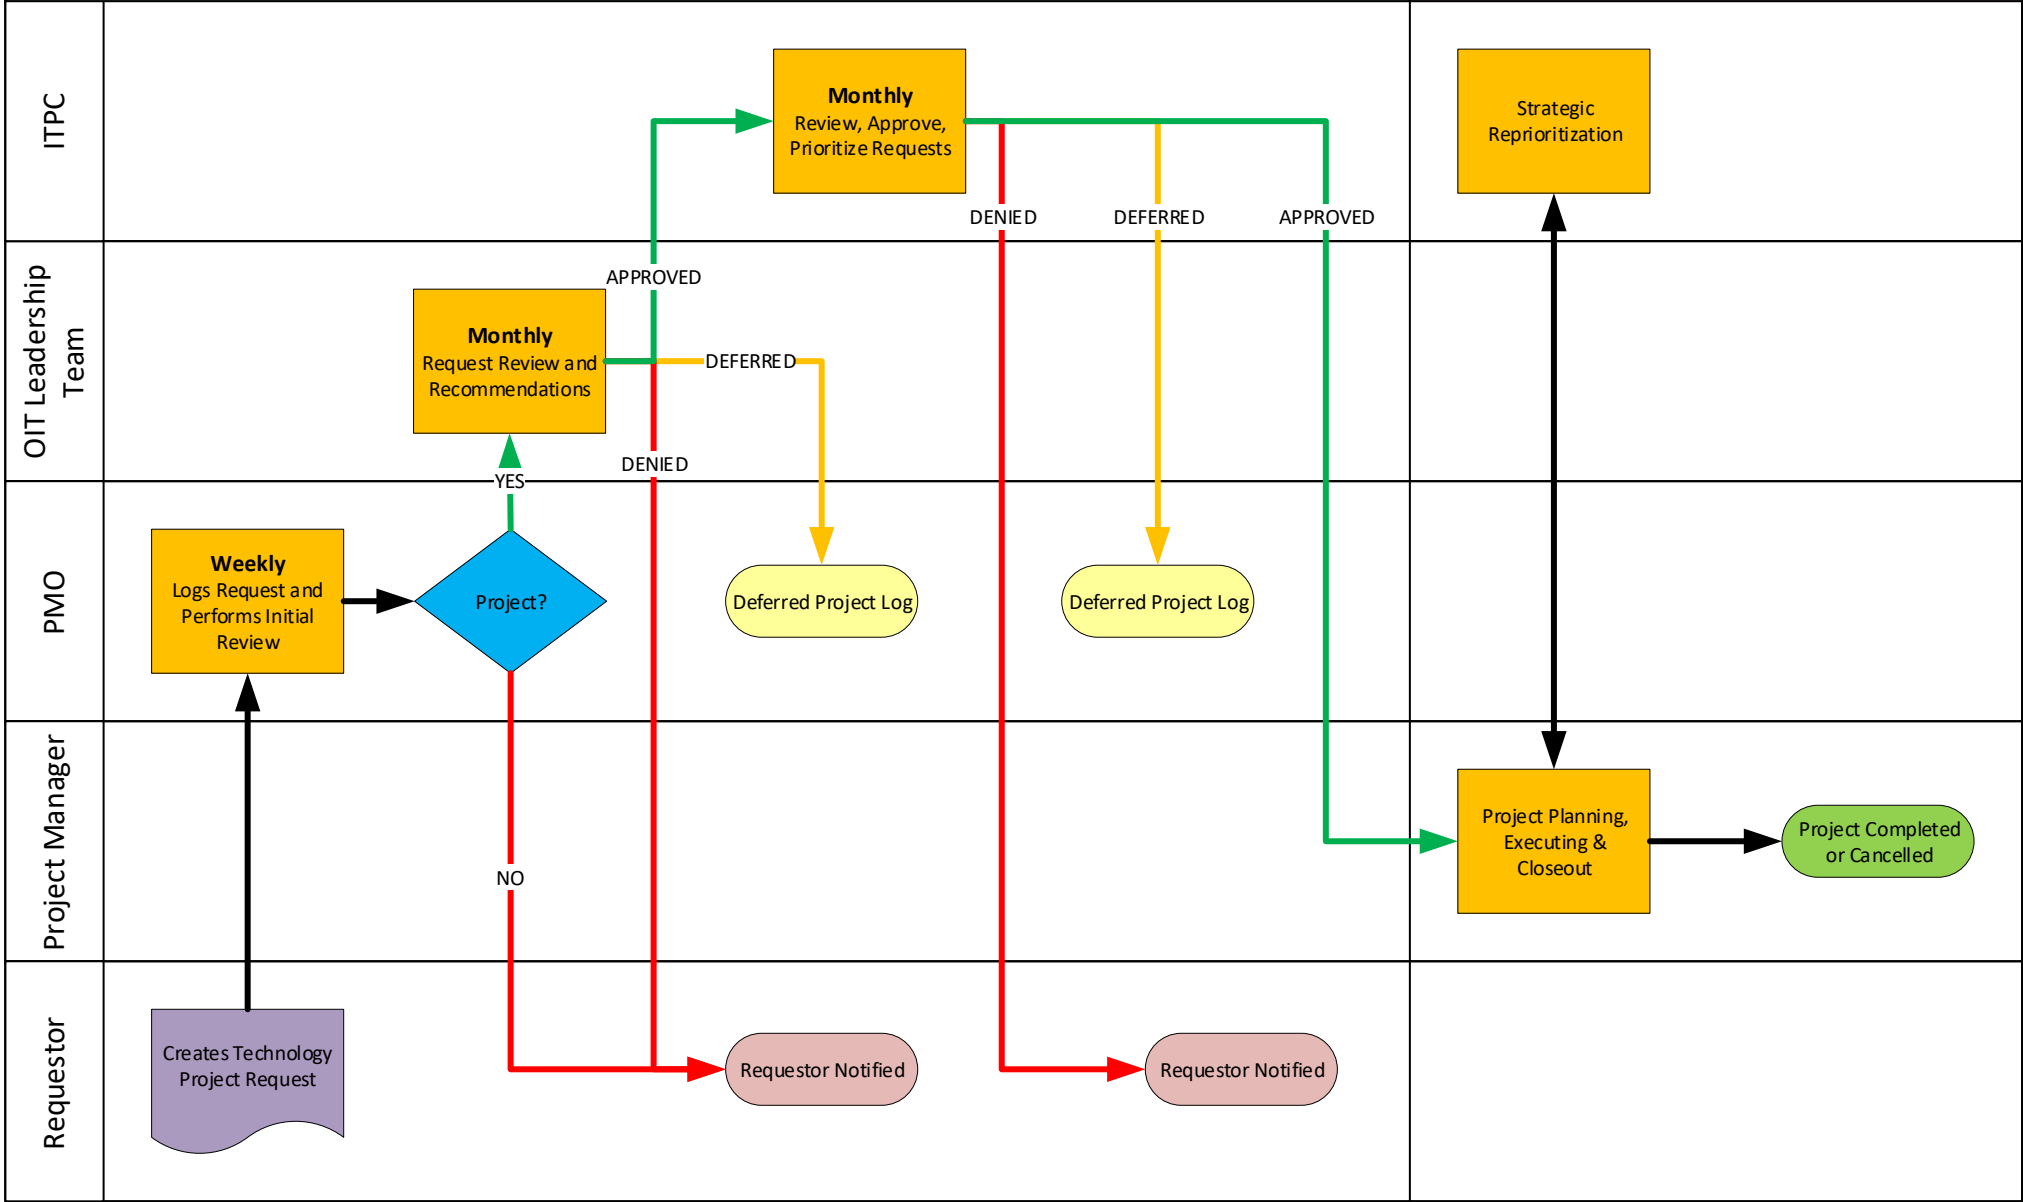 ITPC
Monthly
Review, Approve,
Prioritize Requests
Strategic
Reprioritization
DENIED
DEFERRED
APPROVED
OIT Leadership
Team
APPROVED
Monthly
Request Review and
Recommendations
DEFERRED
DENIED
YES
PMO
Weekly
Logs Request and
Performs Initial
Review
Project?
Deferred Project Log
Deferred Project Log
Project Manager
NO
Project Planning,
Executing &
Closeout
Project Completed
or Cancelled
Requestor
Creates Technology
Project Request
Requestor Notified
Requestor Notified